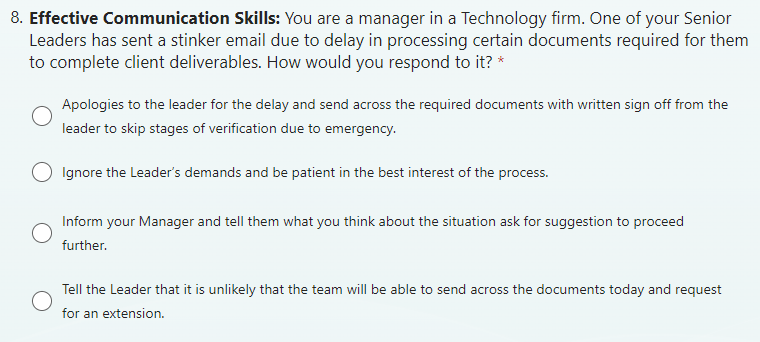 8. Effective Communication Skills: You are a manager in a Technology firm. One of your Senior
Leaders has sent a stinker email due to delay in processing certain documents required for them
to complete client deliverables. How would you respond to it? *
Apologies to the leader for the delay and send across the required documents with written sign off from the
leader to skip stages of verification due to emergency.
Ignore the Leader's demands and be patient in the best interest of the process.
Inform your Manager and tell them what you think about the situation ask for suggestion to proceed
further.
Tell the Leader that it is unlikely that the team will be able to send across the documents today and request
for an extension.